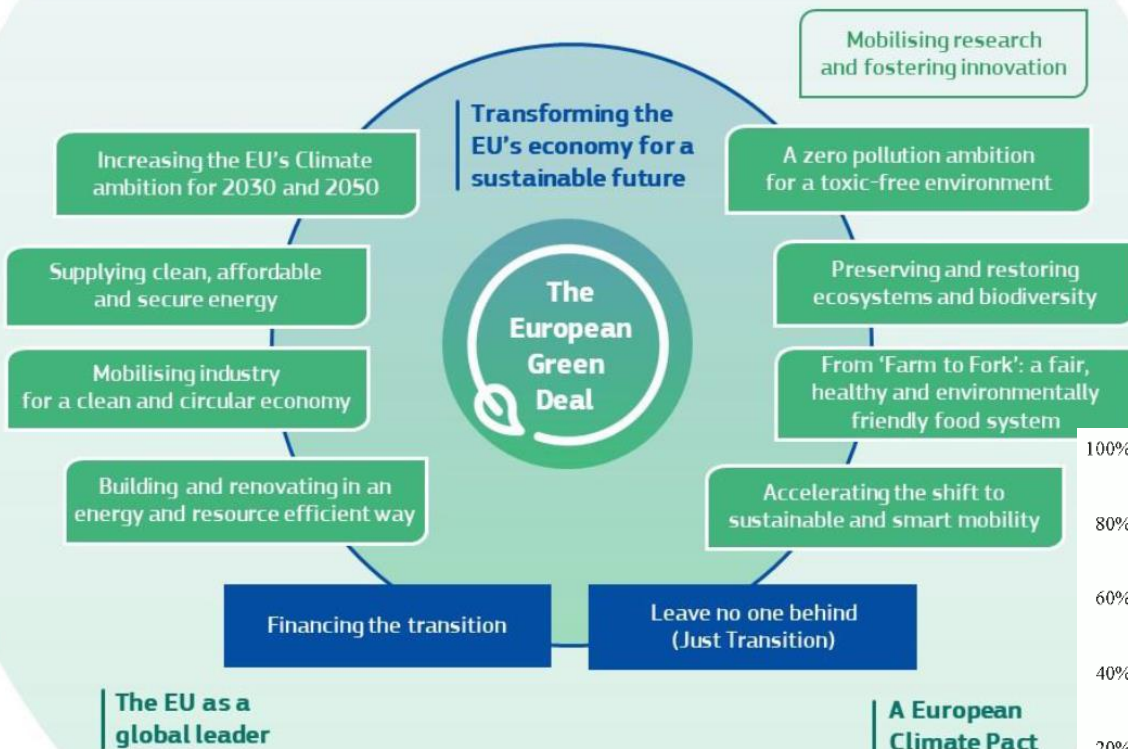 Mobilising research
and fostering innovation
Transforming the
EU's economy for a
sustainable future
Increasing the EU's Climate
ambition for 2030 and 2050
A zero pollution ambition
for a toxic-free environment
Supplying clean, affordable
and secure energy
Preserving and restoring
ecosystems and biodiversity
The
European
Green
Deal
Mobilising industry
for a clean and circular economy
From 'Farm to Fork': a fair,
healthy and environmentally
friendly food system
Building and renovating in an
energy and resource efficient way
Accelerating the shift to
sustainable and smart mobility
Financing the transition
Leave no one behind
(Just Transition)
The EU as a
global leader
A European
Climate Pact
100%
80%
60%
40%
20%